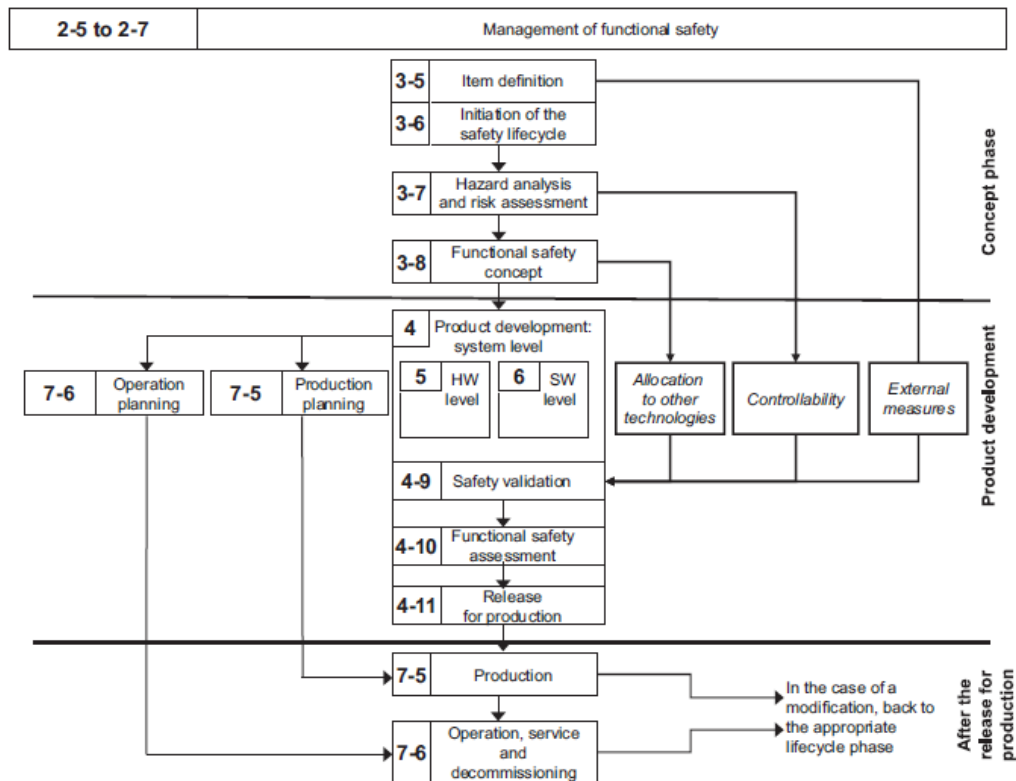 2-5 to 2-7
Management of functional safety
3-5
Item definition
3-6
Initiation of the
safety lifecycle
3-7
Hazard analysis
and risk assessment
3-8
Functional safety
concept
Concept phase
4
Product development:
system level
5
HW
level
6
SW
level
7-6
Operation
planning
7-5
Production
planning
Allocation
to other
technologies
Controllability
External
measures
4-9
Safety validation
4-10
Functional safety
assessment
4-11
Release
for production
Product development
7-5
Production
7-6
Operation, service
and
decommissioning
In the case of a
modification, back to
the appropriate
lifecycle phase
After the
release for
production